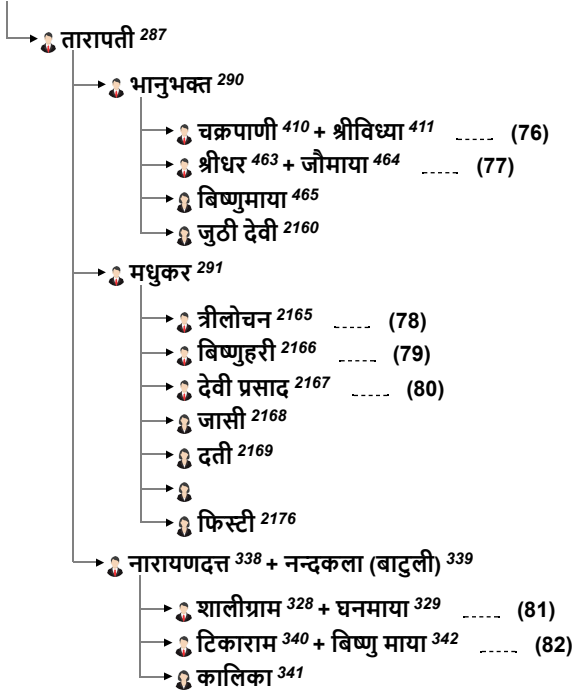 तारापती 287
भानुभक्त 290
चक्रपाणी 410 + श्रीविध्या 411 ...... (76)
श्रीधर 463 + जौमाया 464 ...... (77)
बिष्णुमाया 465
जुठी देवी 2160
मधुकर 291
त्रीलोचन 2165 ...... (78)
बिष्णुहरी 2166 ...... (79)
देवी प्रसाद 2167 ...... (80)
जासी 2168
दती 2169
फिस्टी 2176
नारायणदत्त 338 + नन्दकला (बाटुली) 339
शालीग्राम 328 + घनमाया 329 ...... (81)
टिकाराम 340 + बिष्णु माया 342 ...... (82)
कालिका 341